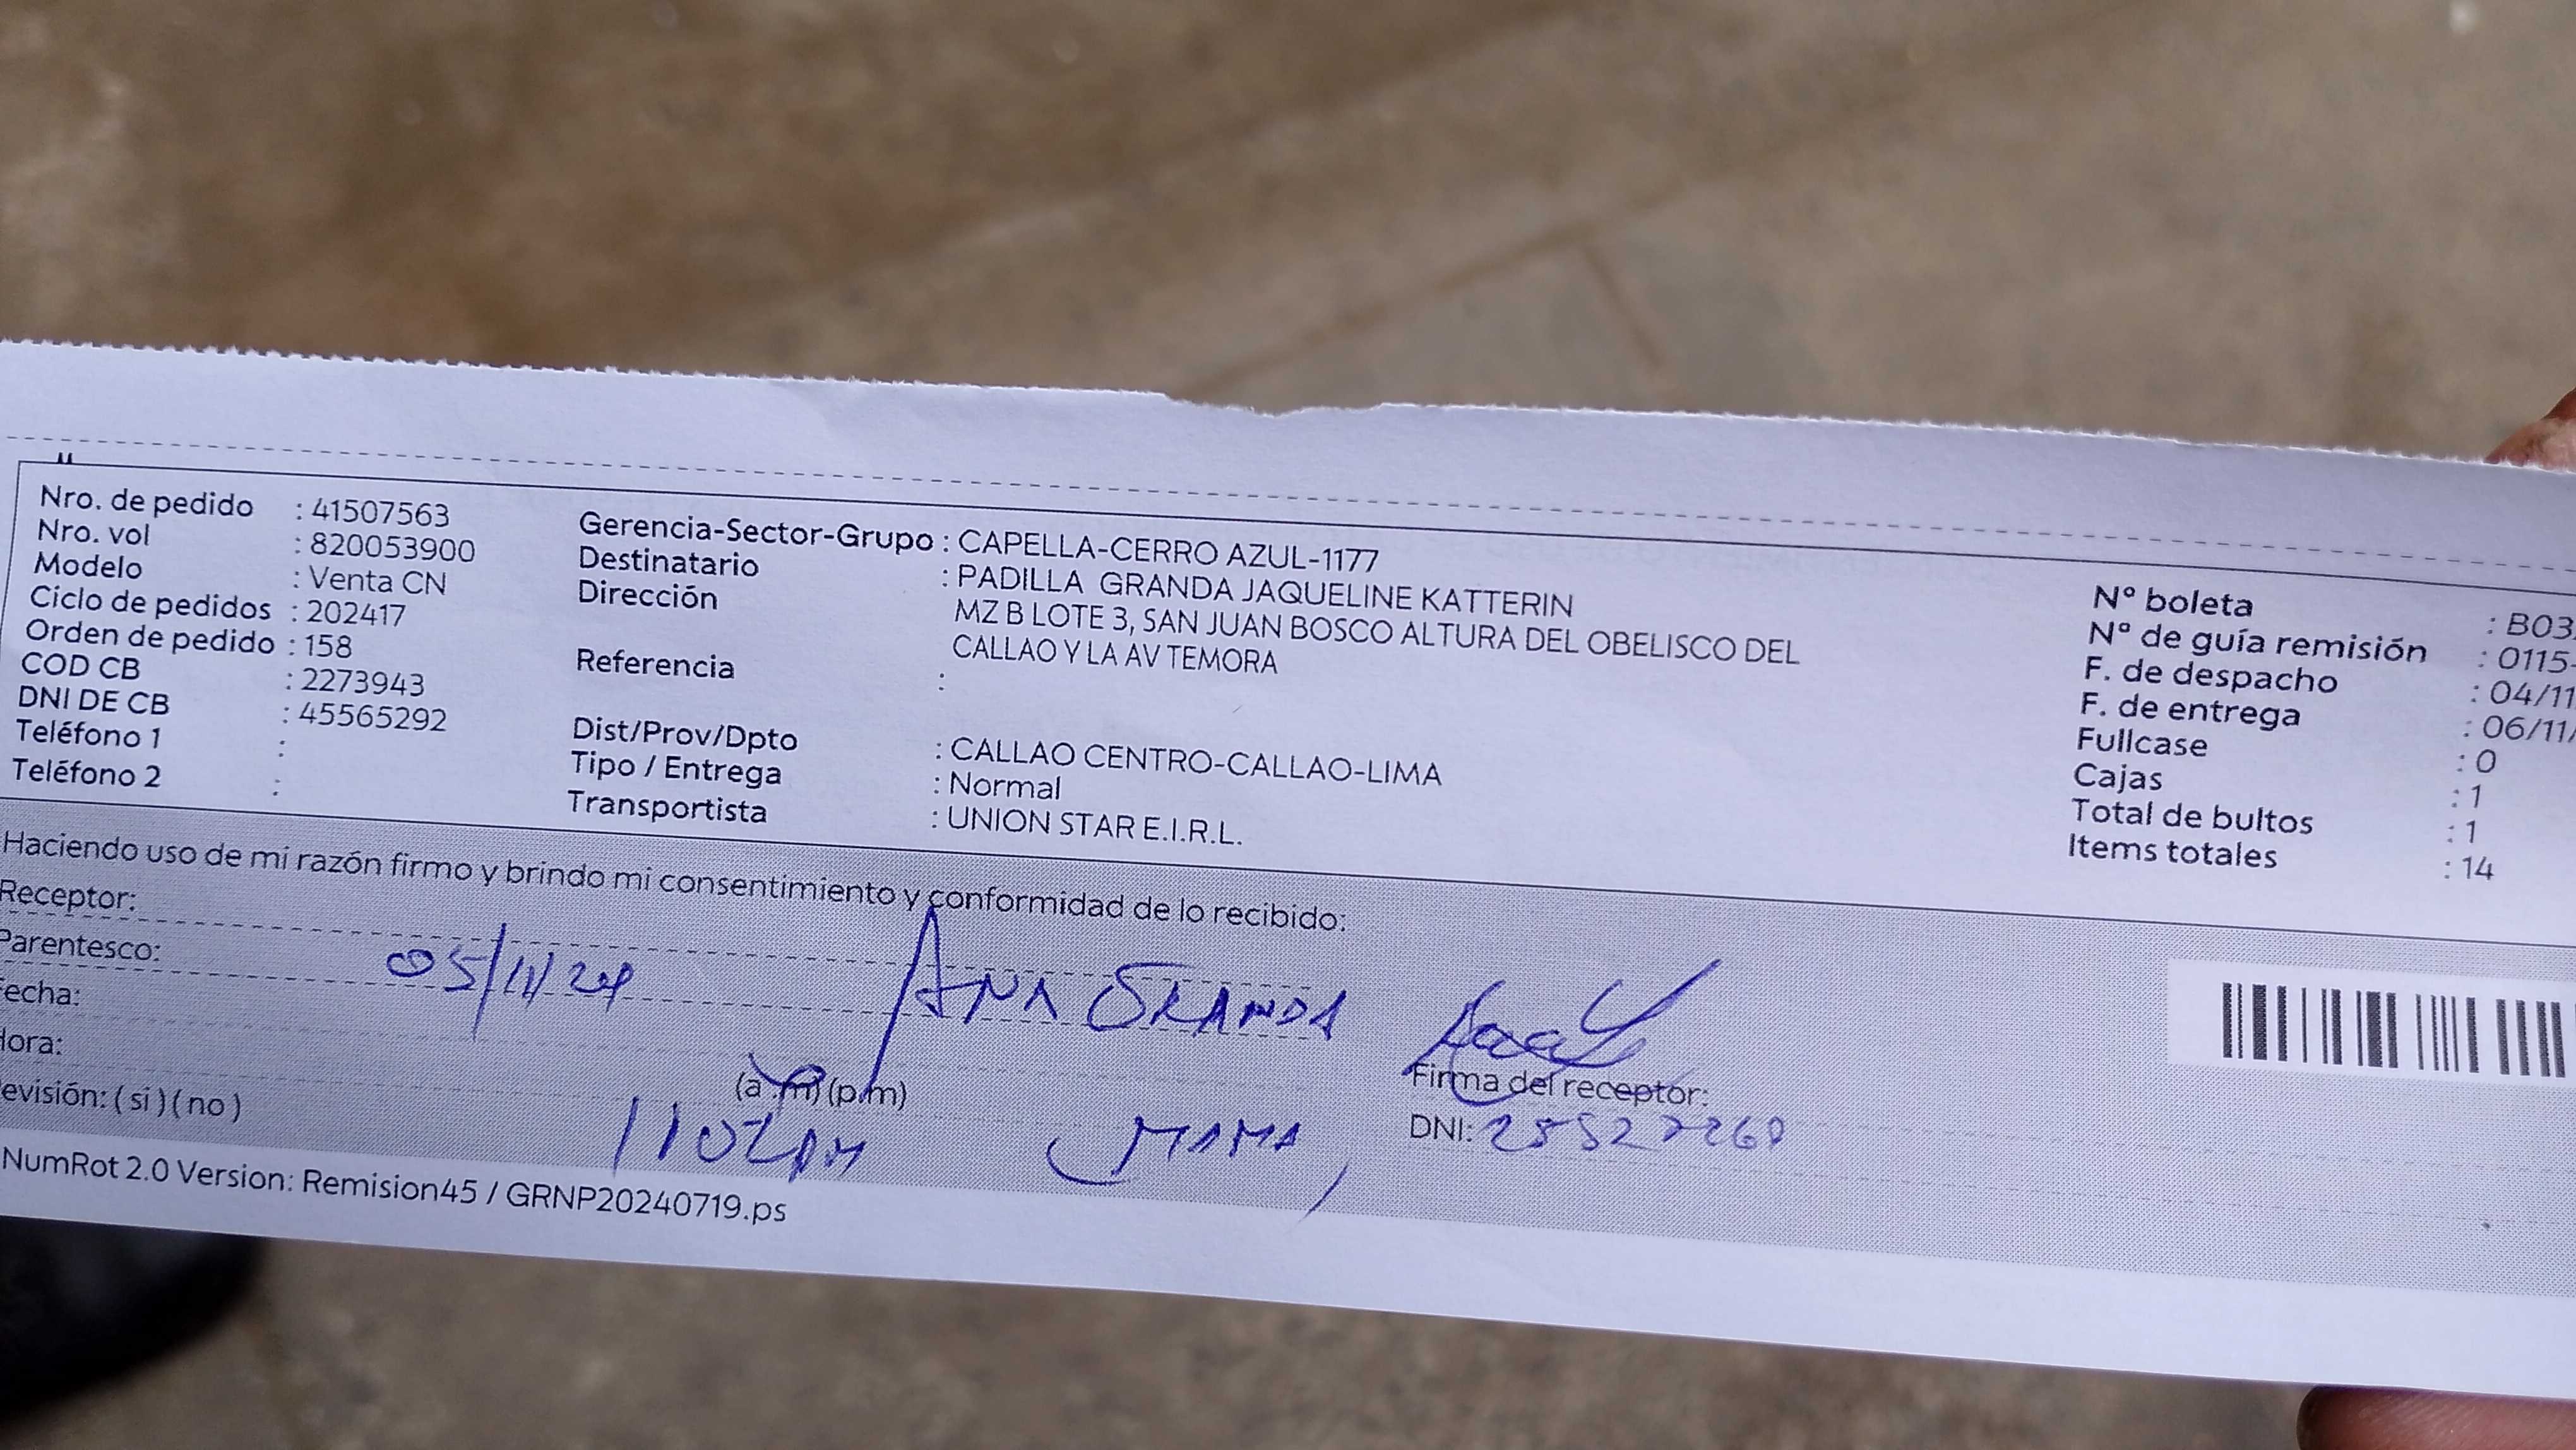 Nro. de pedido : 41507563
Nro. vol : 820053900
Modelo : Venta CN
Ciclo de pedidos : 202417
Orden de pedido : 158
COD CB : 2273943
DNI DE CB : 45565292
Teléfono 1 :
Teléfono 2 :
Gerencia-Sector-Grupo : CAPELLA-CERRO AZUL-1177
Destinatario : PADILLA GRANDA JAQUELINE KATTERIN
Dirección MZ B LOTE 3, SAN JUAN BOSCO ALTURA DEL OBELISCO DEL
CALLAO Y LA AV TEMORA
Referencia :
Dist/Prov/Dpto : CALLAO CENTRO-CALLAO-LIMA
Tipo / Entrega : Normal
Transportista : UNION STAR E.I.R.L.
Nº boleta : B03
Nº de guía remisión : 0115-
F. de despacho : 04/11
F. de entrega : 06/11/
Fullcase : 0
Cajas : 1
Total de bultos : 1
Items totales : 14
Haciendo uso de mi razón firmo y brindo mi consentimiento y conformidad de lo recibido:
Receptor: ANA GRANDA
Parentesco: 05/11/24
echa:
Hora: (a.m) (p.m)
evisión: ( si ) ( no ) 1102AM MAMA
Firma del receptor:
DNI:
NumRot 2.0 Version: Remision45 / GRNP20240719.ps